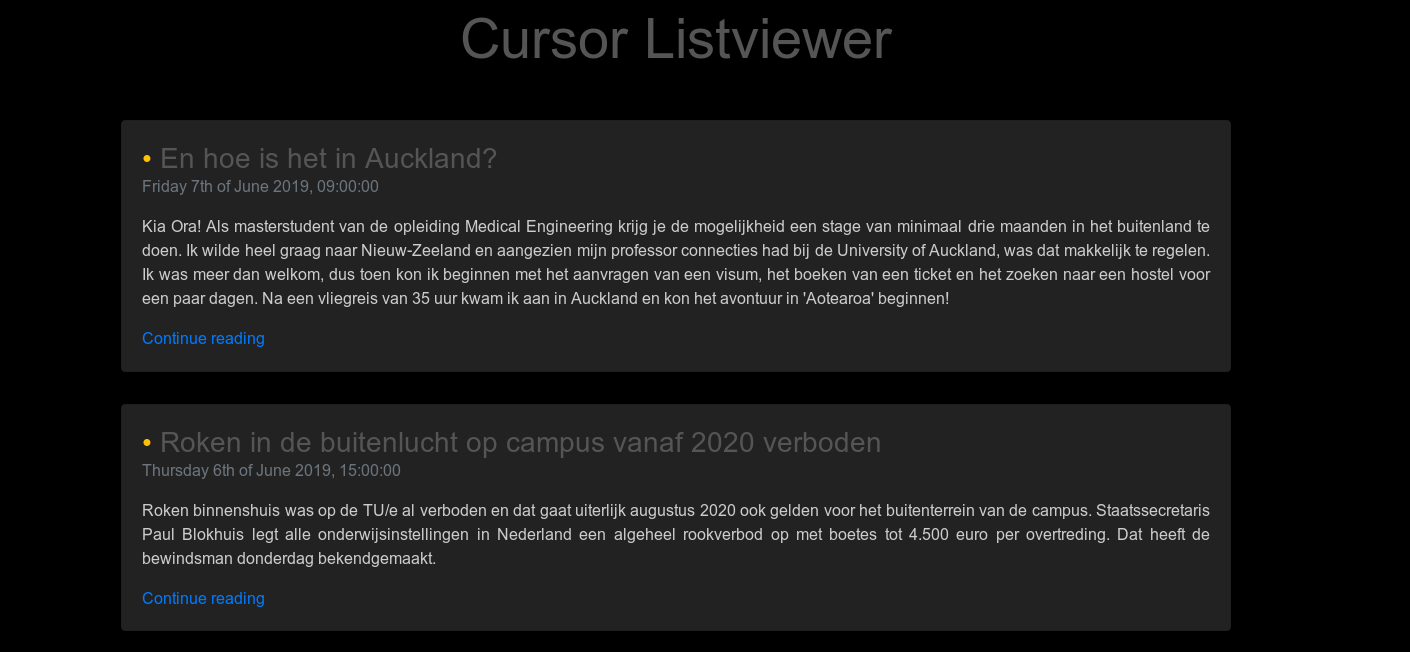 Cursor Listviewer
• En hoe is het in Auckland?
Friday 7th of June 2019, 09:00:00
Kia Ora! Als masterstudent van de opleiding Medical Engineering krijg je de mogelijkheid een stage van minimaal drie maanden in het buitenland te
doen. Ik wilde heel graag naar Nieuw-Zeeland en aangezien mijn professor connecties had bij de University of Auckland, was dat makkelijk te regelen.
Ik was meer dan welkom, dus toen kon ik beginnen met het aanvragen van een visum, het boeken van een ticket en het zoeken naar een hostel voor
een paar dagen. Na een vliegreis van 35 uur kwam ik aan in Auckland en kon het avontuur in 'Aotearoa' beginnen!
Continue reading
• Roken in de buitenlucht op campus vanaf 2020 verboden
Thursday 6th of June 2019, 15:00:00
Roken binnenshuis was op de TU/e al verboden en dat gaat uiterlijk augustus 2020 ook gelden voor het buitenterrein van de campus. Staatssecretaris
Paul Blokhuis legt alle onderwijsinstellingen in Nederland een algeheel rookverbod op met boetes tot 4.500 euro per overtreding. Dat heeft de
bewindsman donderdag bekendgemaakt.
Continue reading